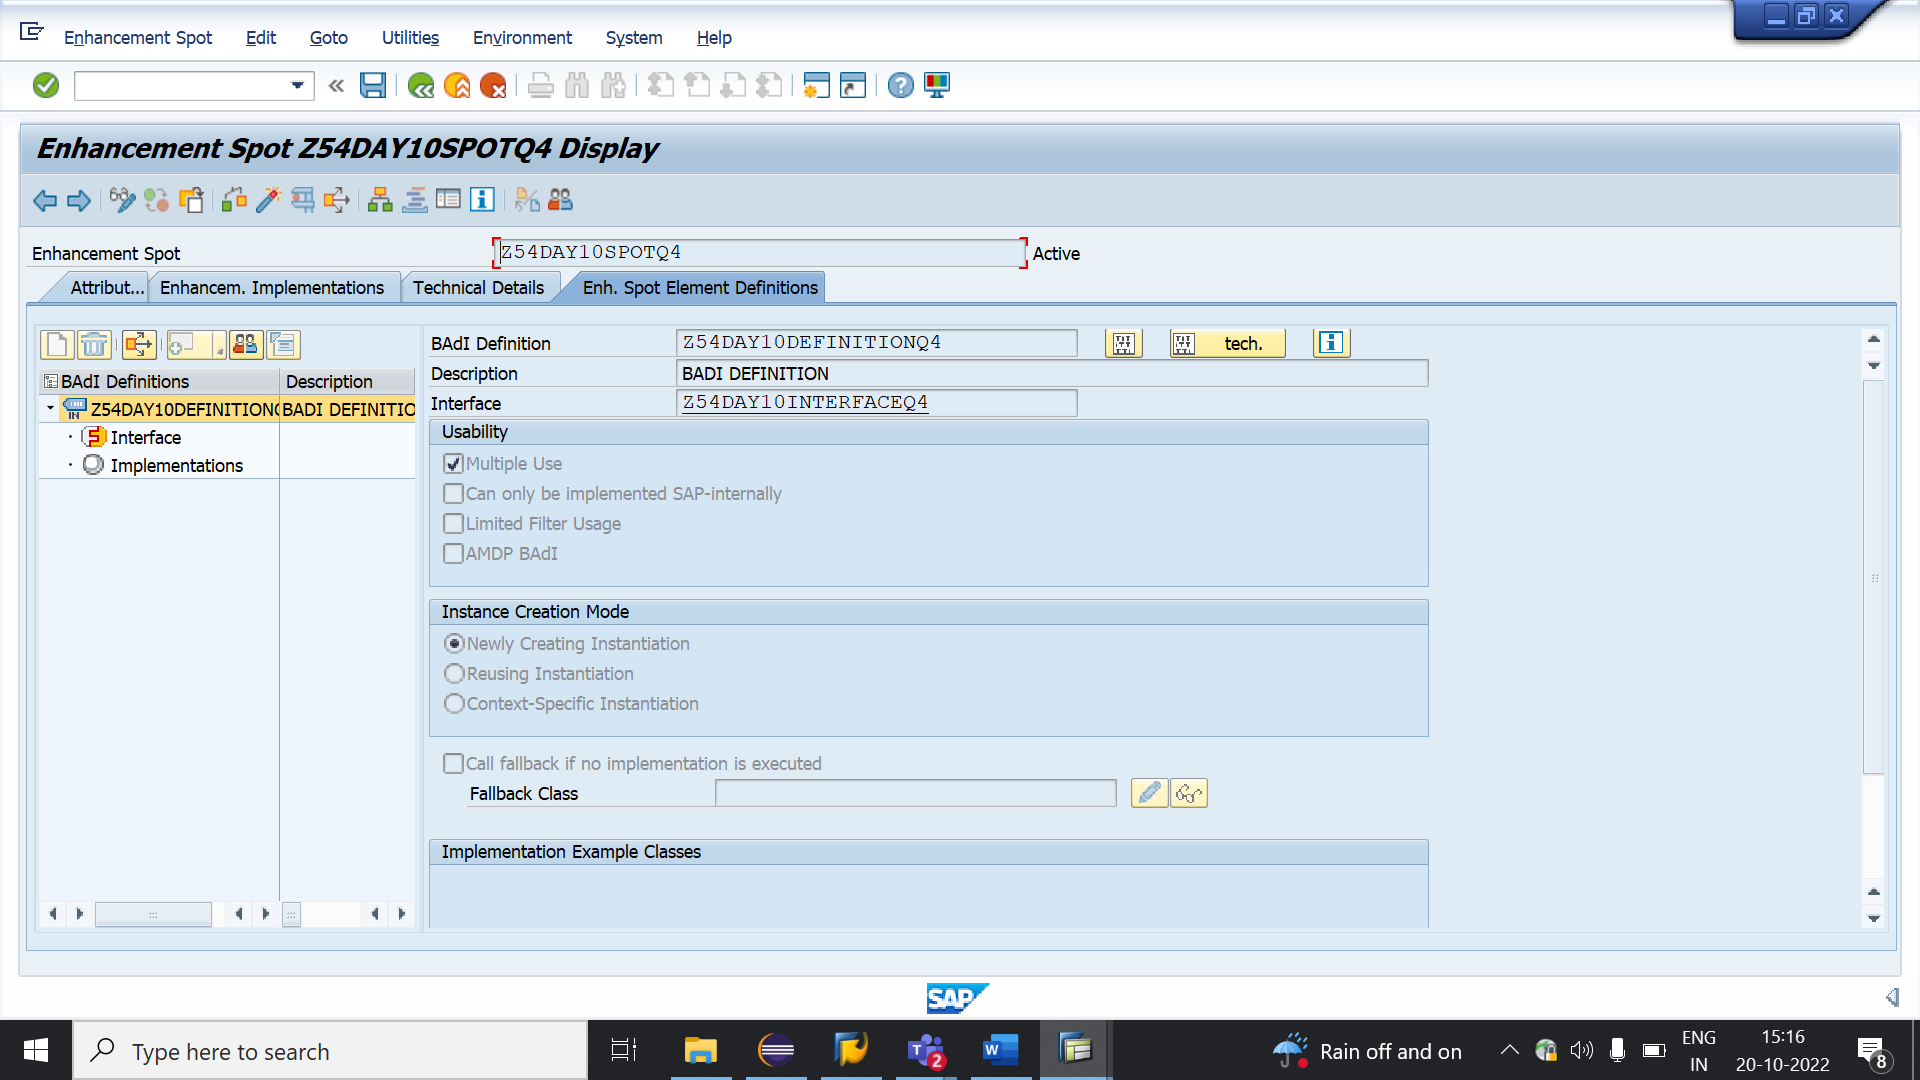 Enhancement Spot Edit Goto Utilities Environment System Help
Enhancement Spot Z54DAY10SPOTQ4 Display
Enhancement Spot Z54DAY10SPOTQ4 Active
Attribut... Enhancem. Implementations Technical Details Enh. Spot Element Definitions
BAdI Definition Z54DAY10DEFINITIONQ4 tech.
Description BADI DEFINITION
Interface Z54DAY10INTERFACEQ4
BAdI Definitions Description
Z54DAY10DEFINITION BADI DEFINITIO
Interface
Implementations
Usability
Multiple Use
Can only be implemented SAP-internally
Limited Filter Usage
AMDP BAdI
Instance Creation Mode
Newly Creating Instantiation
Reusing Instantiation
Context-Specific Instantiation
Call fallback if no implementation is executed
Fallback Class
Implementation Example Classes
SAP
Type here to search
2
Rain off and on
ENG
IN
15:16
20-10-2022
8